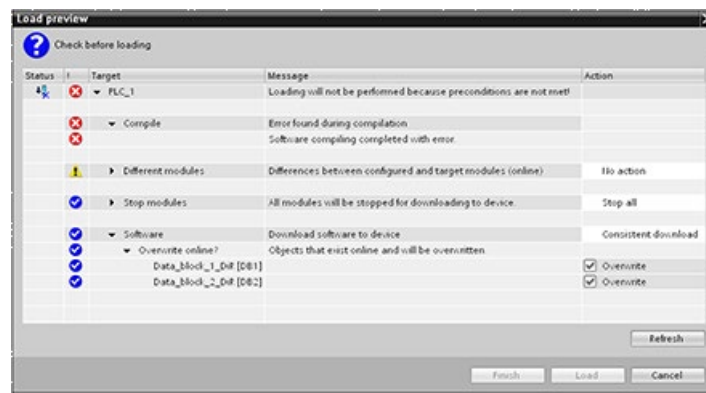 Load preview
Check before loading
Status ! Target Message Action
PLC_1 Loading will not be performed because preconditions are not met!
Compile Error found during compilation
Software compiling completed with error.
Different modules Differences between configured and target modules (online) No action
Stop modules All modules will be stopped for downloading to device. Stop all
Software Download software to device Consistent download
Overwrite online? Objects that exist online and will be overwritten.
[DB1] Overwrite
[DB2] Overwrite
Refresh
Finish Load Cancel